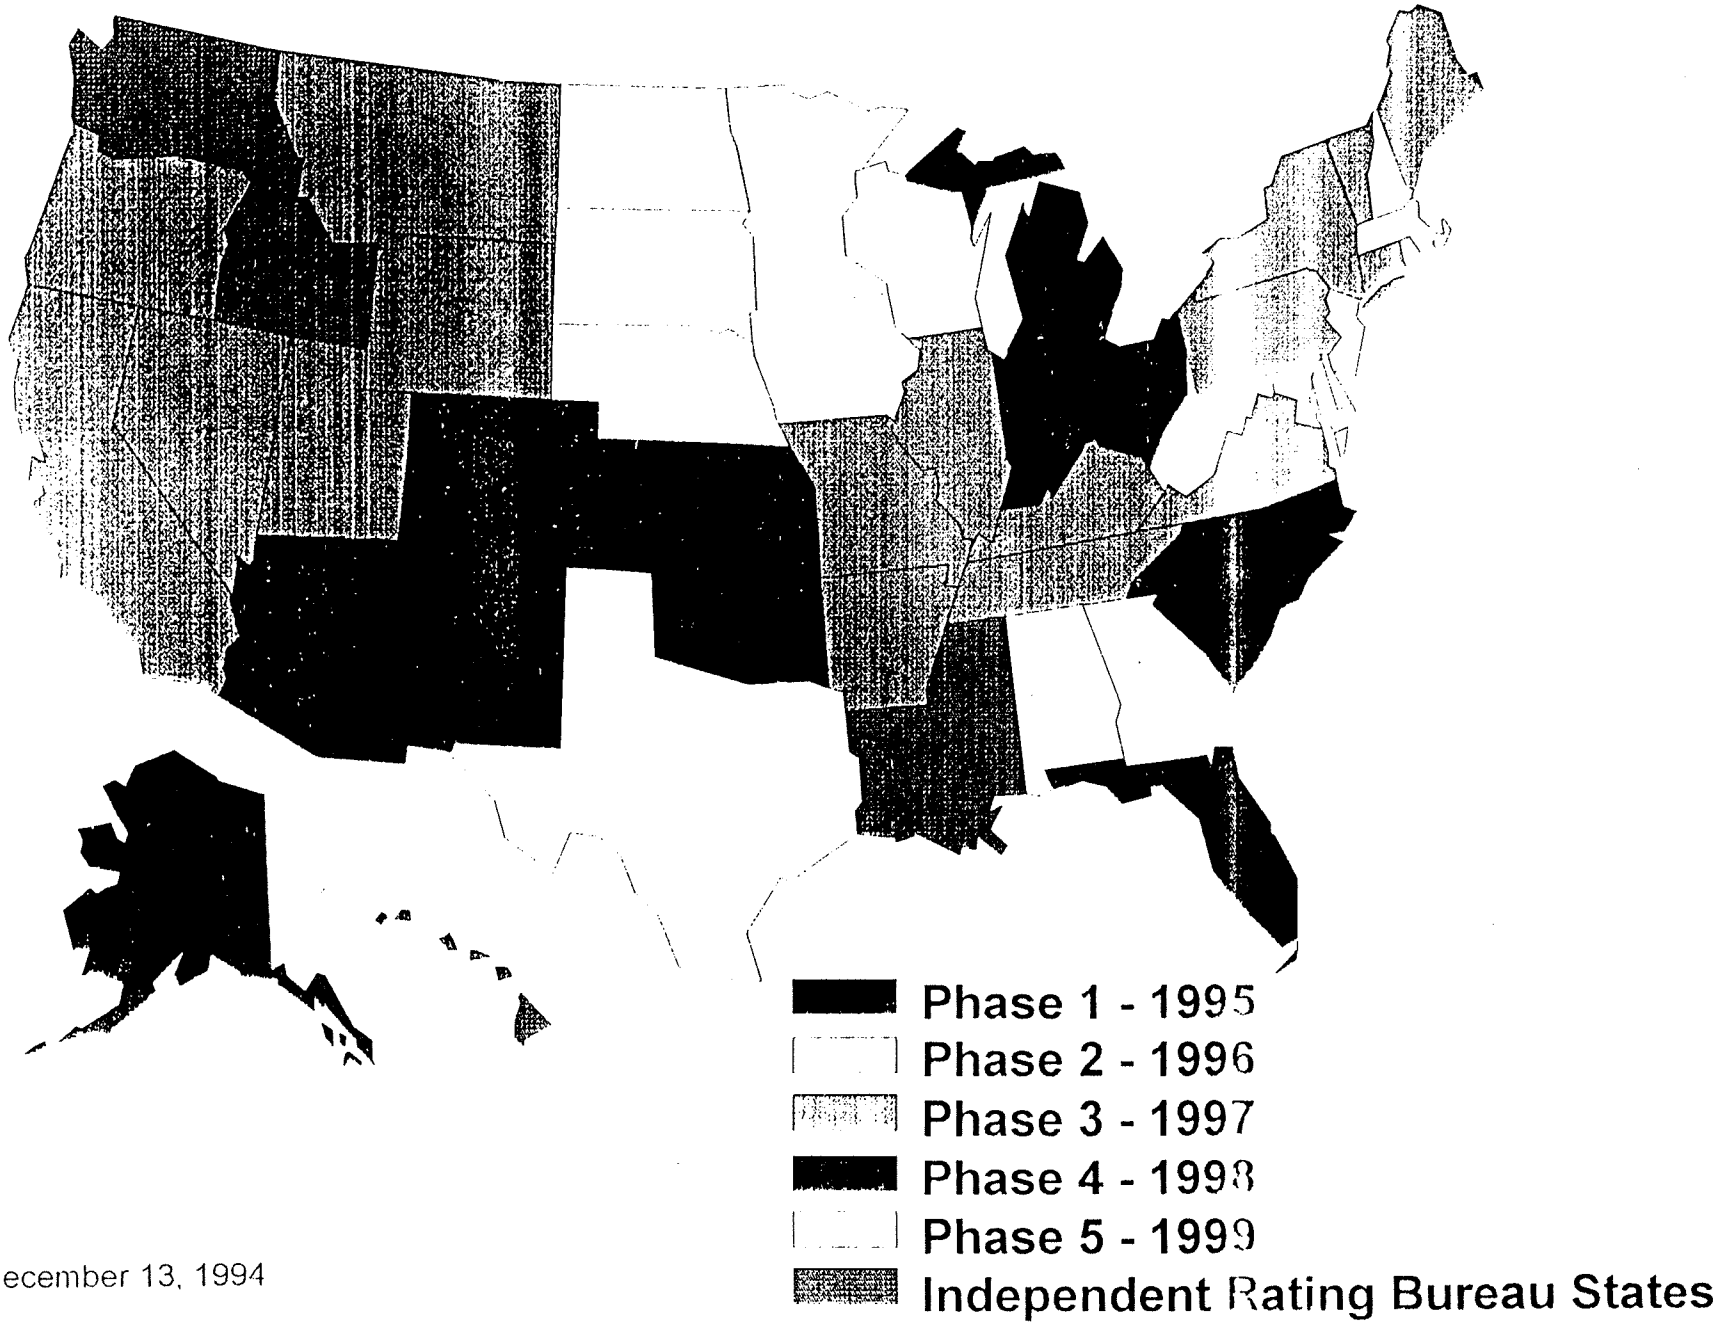 Phase 1 - 1995
Phase 2 - 1996
Phase 3 - 1997
Phase 4 - 1998
Phase 5 - 1999
ecember 13, 1994
Independent Rating Bureau States